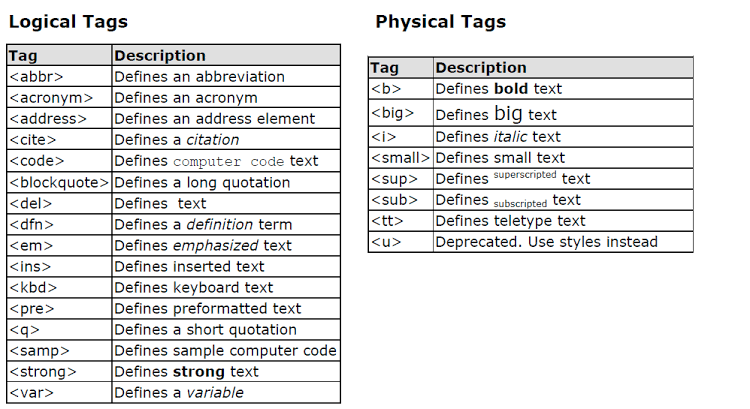 Logical Tags
Tag Description
<abbr> Defines an abbreviation
<acronym> Defines an acronym
<address> Defines an address element
<cite> Defines a citation
<code> Defines computer code text
<blockquote> Defines a long quotation
<del> Defines text
<dfn> Defines a definition term
<em> Defines emphasized text
<ins> Defines inserted text
<kbd> Defines keyboard text
<pre> Defines preformatted text
<q> Defines a short quotation
<samp> Defines sample computer code
<strong> Defines strong text
<var> Defines a variable
Physical Tags
Tag Description
<b> Defines bold text
<big> Defines big text
<i> Defines italic text
<small> Defines small text
<sup> Defines superscripted text
<sub> Defines subscripted text
<tt> Defines teletype text
<u> Deprecated. Use styles instead